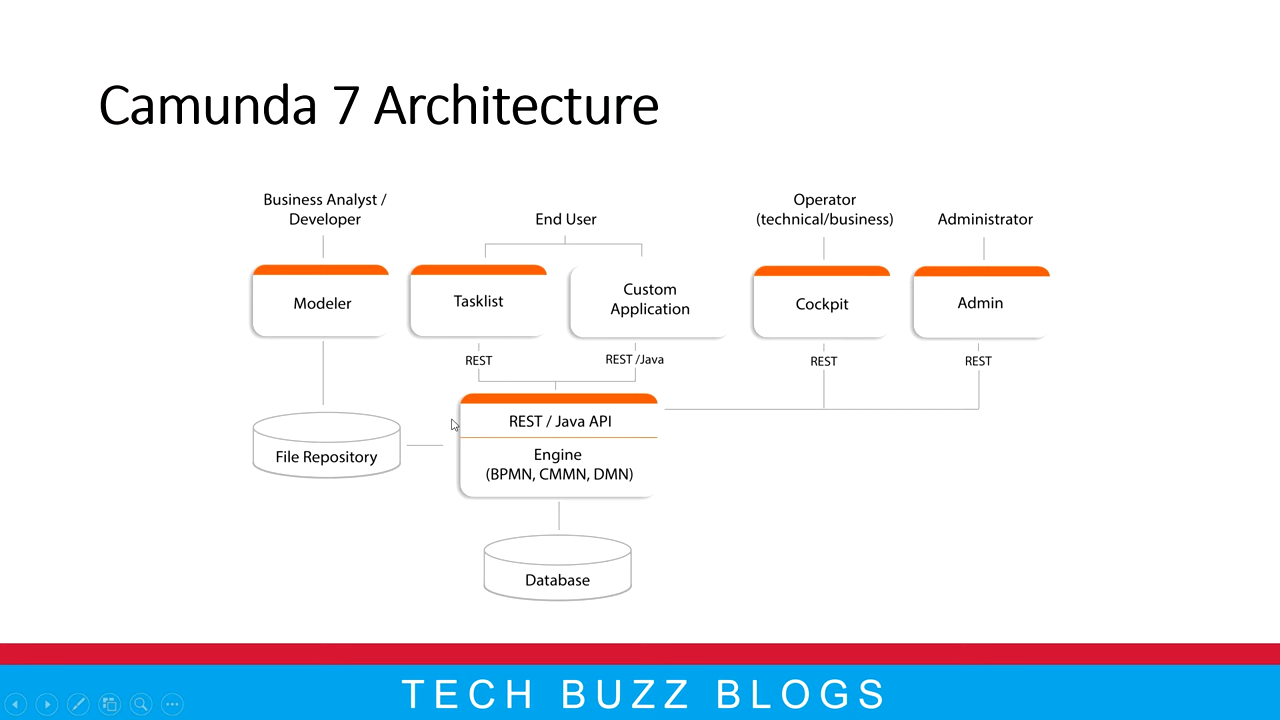 Camunda 7 Architecture
Business Analyst /
Developer
End User
Operator
(technical/business)
Administrator
Modeler
Tasklist
Custom
Application
Cockpit
Admin
REST
REST /Java
REST
REST
REST / Java API
Engine
(BPMN, CMMN, DMN)
File Repository
Database
TECH BUZZ BLOGS